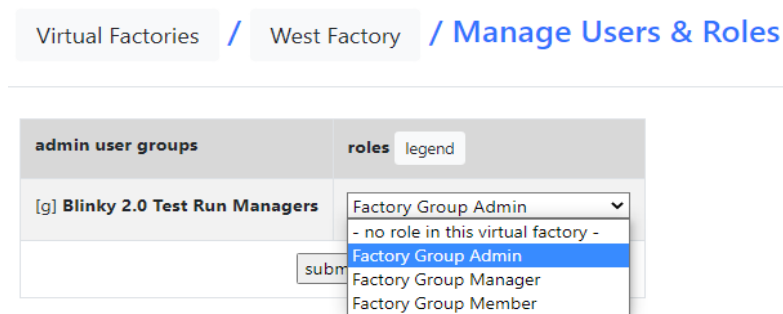 Virtual Factories / West Factory / Manage Users & Roles
admin user groups roles legend
[g] Blinky 2.0 Test Run Managers Factory Group Admin
- no role in this virtual factory -
Factory Group Admin
subm Factory Group Manager
Factory Group Member